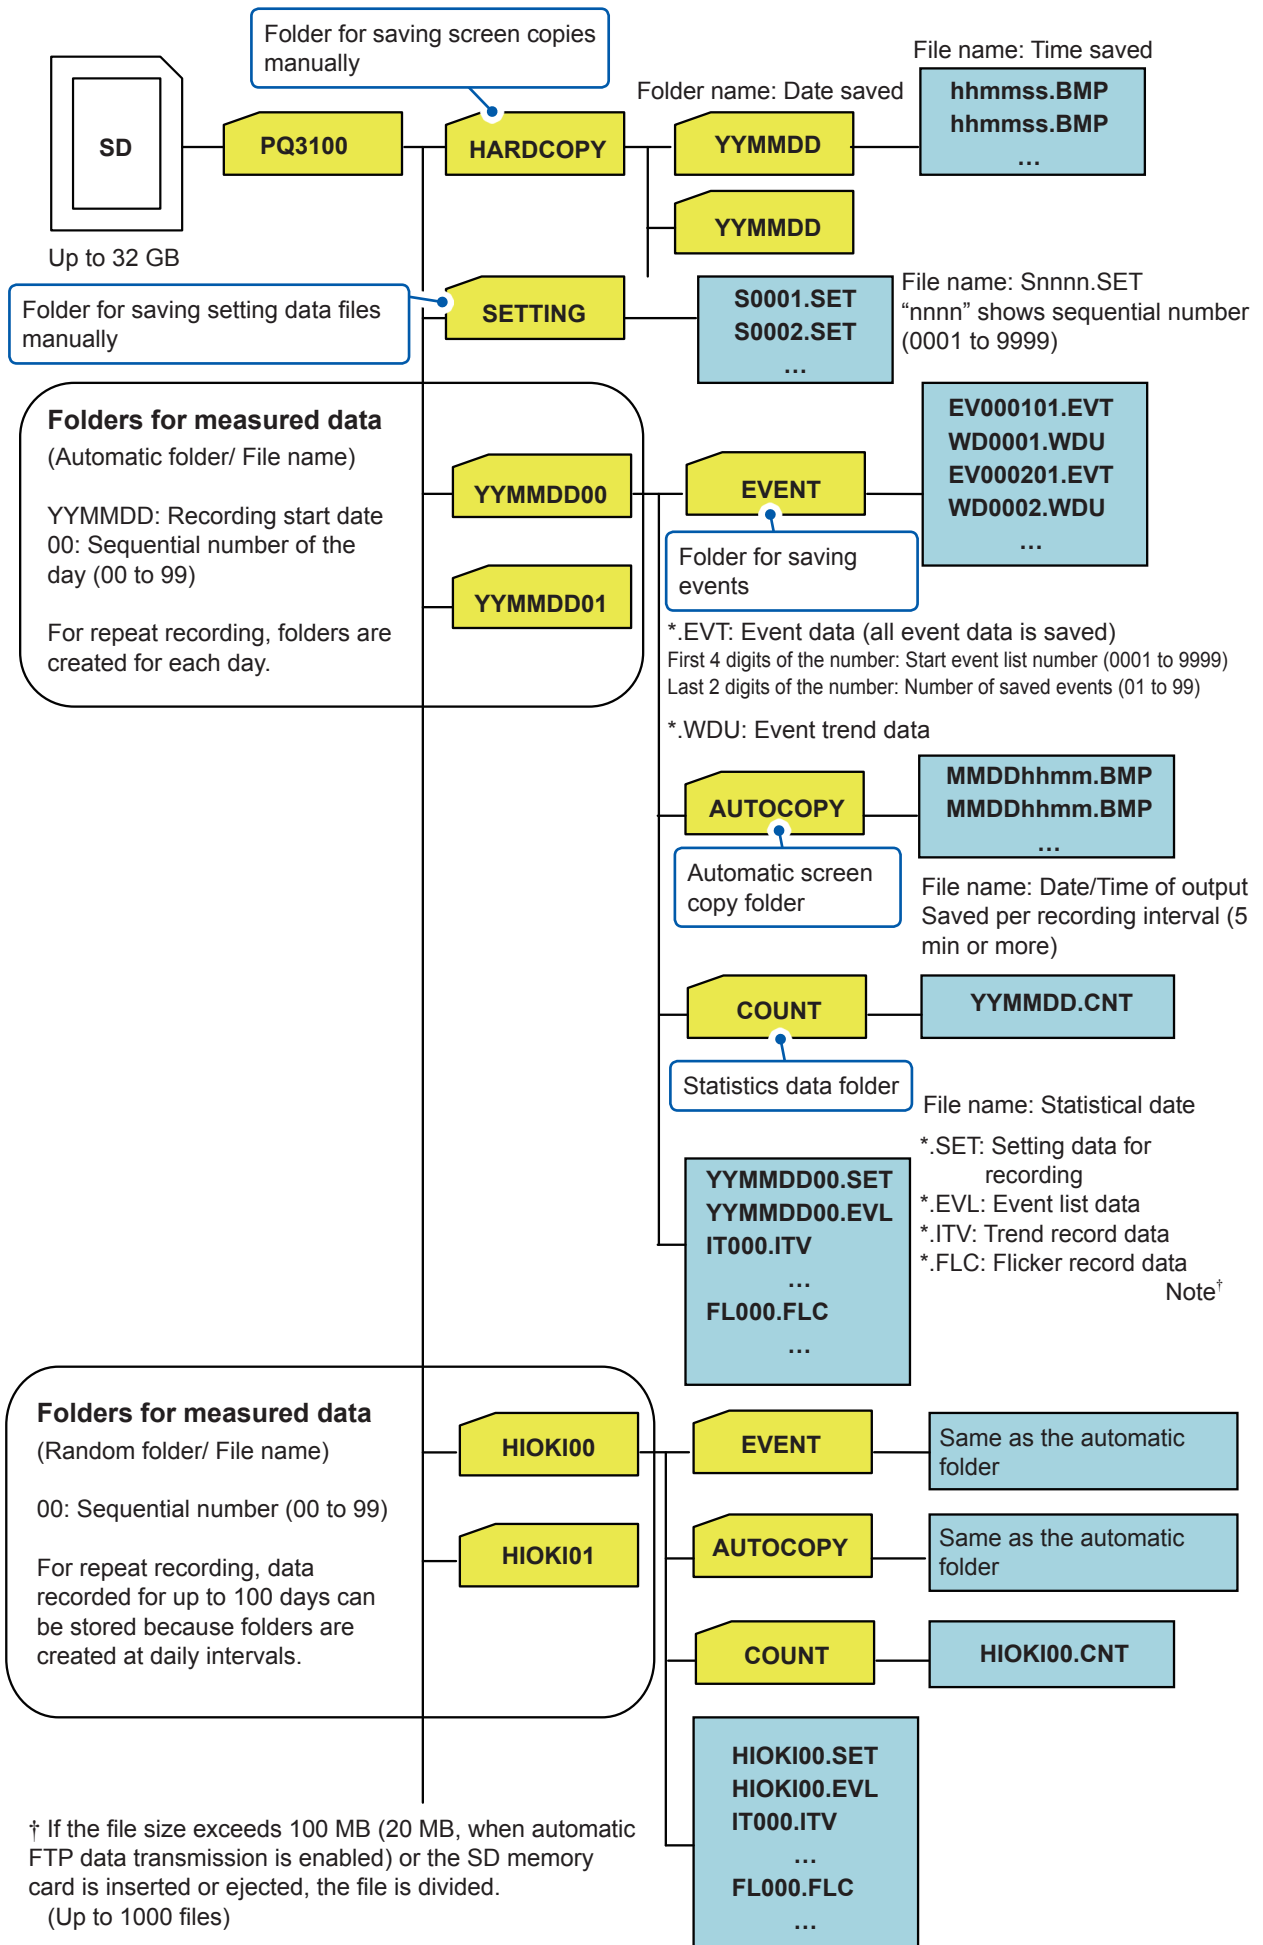 Folder for saving screen copies
manually
File name: Time saved
Folder name: Date saved
SD
PQ3100
HARDCOPY
YYMMDD
hhmmss.BMP
hhmmss.BMP
...
YYMMDD
Up to 32 GB
Folder for saving setting data files
manually
SETTING
S0001.SET
S0002.SET
...
File name: Snnnn.SET
“nnnn” shows sequential number
(0001 to 9999)
Folders for measured data
(Automatic folder/ File name)
YYMMDD: Recording start date
00: Sequential number of the
day (00 to 99)
For repeat recording, folders are
created for each day.
YYMMDD00
YYMMDD01
EVENT
EV000101.EVT
WD0001.WDU
EV000201.EVT
WD0002.WDU
...
Folder for saving
events
*.EVT: Event data (all event data is saved)
First 4 digits of the number: Start event list number (0001 to 9999)
Last 2 digits of the number: Number of saved events (01 to 99)
*.WDU: Event trend data
AUTOCOPY
MMDDhhmm.BMP
MMDDhhmm.BMP
...
Automatic screen
copy folder
File name: Date/Time of output
Saved per recording interval (5
min or more)
COUNT
YYMMDD.CNT
Statistics data folder
File name: Statistical date
YYMMDD00.SET
YYMMDD00.EVL
IT000.ITV
...
FL000.FLC
...
*.SET: Setting data for
recording
*.EVL: Event list data
*.ITV: Trend record data
*.FLC: Flicker record data
Note†
Folders for measured data
(Random folder/ File name)
00: Sequential number (00 to 99)
For repeat recording, data
recorded for up to 100 days can
be stored because folders are
created at daily intervals.
HIOKI00
HIOKI01
EVENT
Same as the automatic
folder
AUTOCOPY
Same as the automatic
folder
COUNT
HIOKI00.CNT
HIOKI00.SET
HIOKI00.EVL
IT000.ITV
...
FL000.FLC
...
† If the file size exceeds 100 MB (20 MB, when automatic
FTP data transmission is enabled) or the SD memory
card is inserted or ejected, the file is divided.
(Up to 1000 files)